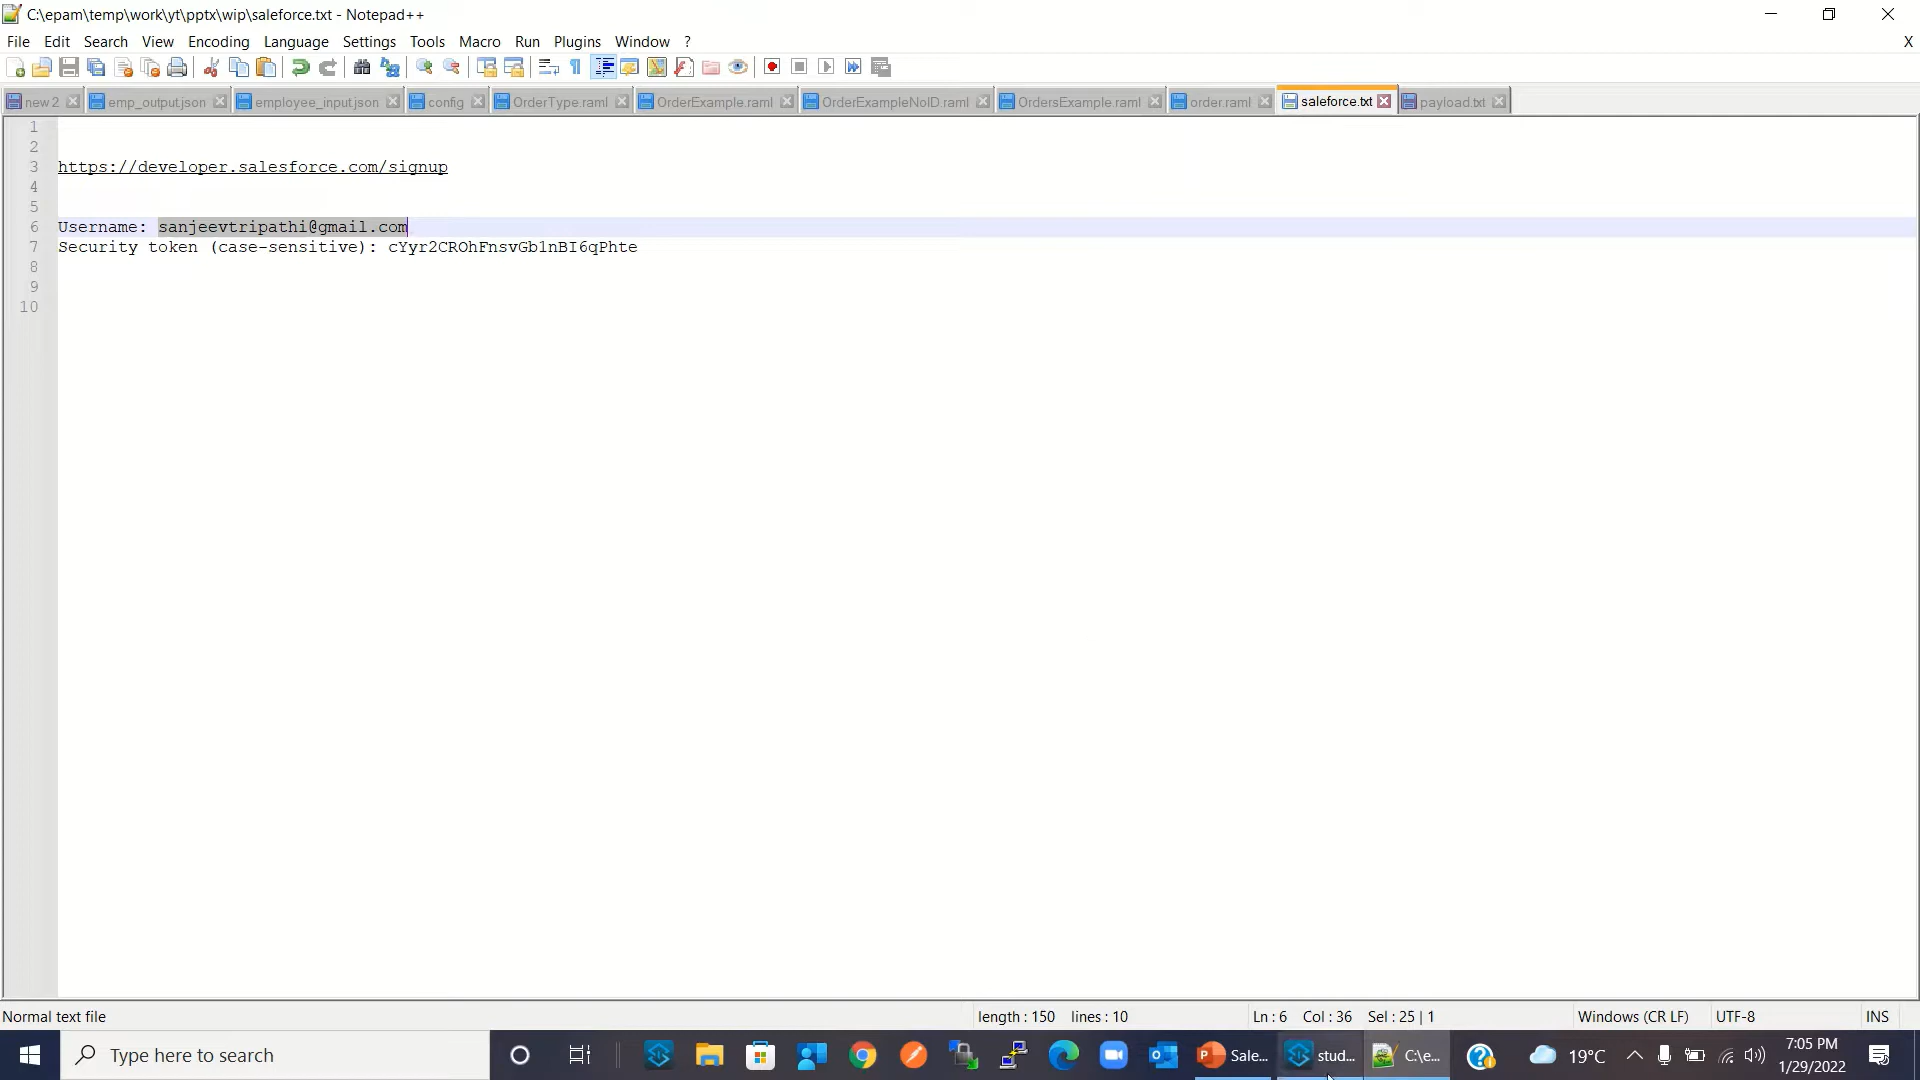 C:\epam\temp\work\yt\pptx\wip\saleforce.txt - Notepad++
File Edit Search View Encoding Language Settings Tools Macro Run Plugins Window ? X
new 2 emp_output.json employee_input.json config OrderType.raml OrderExample.raml OrderExampleNoID.raml OrdersExample.raml order.raml saleforce.txt payload.txt
1
2
3 https://developer.salesforce.com/signup
4
5
6 Username: sanjeevtripathi@gmail.com
7 Security token (case-sensitive): cYyr2CROhFnsvGb1nBI6qPhte
8
9
10
Normal text file length : 150 lines : 10 Ln : 6 Col : 36 Sel : 25 | 1 Windows (CR LF) UTF-8 INS
Type here to search Sale... stud... C:\e... 19°C 7:05 PM
1/29/2022